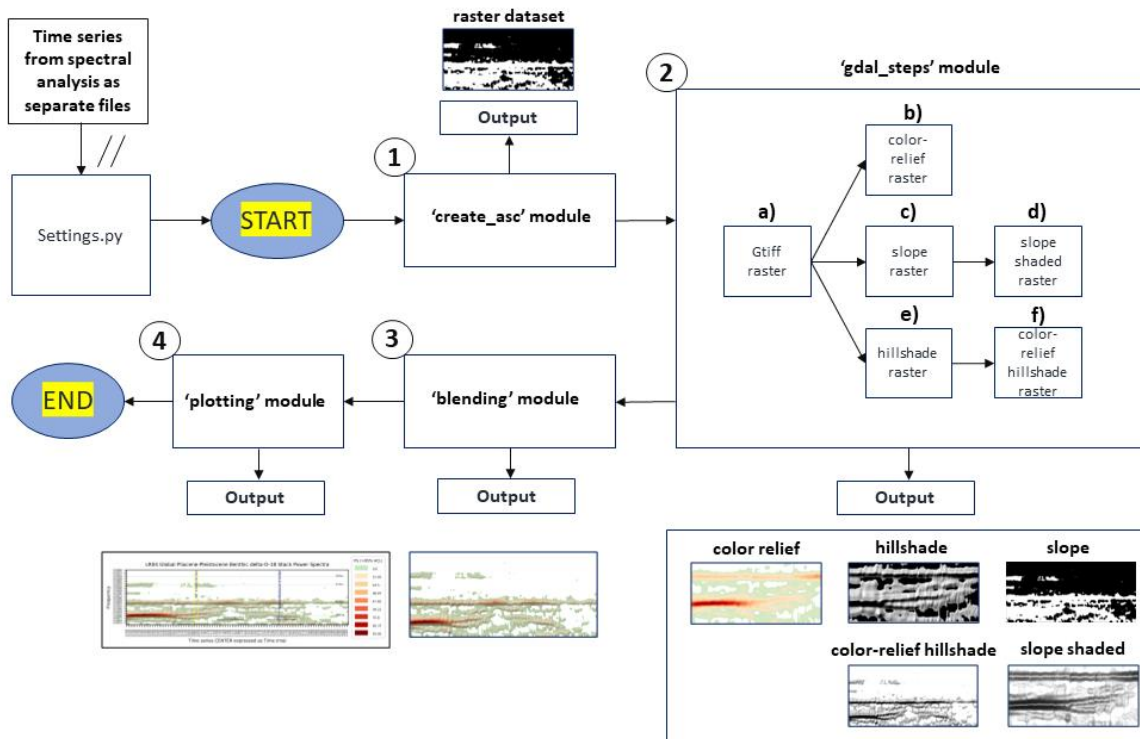 Time series
from spectral
analysis as
separate files
Settings.py
START
raster dataset
Output
1
‘create_asc’ module
2
‘gdal_steps’ module
a)
Gtiff
raster
b)
color-
relief
raster
c)
slope
raster
d)
slope
shaded
raster
e)
hillshade
raster
f)
color-
relief
hillshade
raster
Output
color relief
hillshade
slope
color-relief hillshade
slope shaded
3
‘blending’ module
Output
4
‘plotting’ module
Output
END
Frequency
Time series CENTER expressed as Time (Ma)